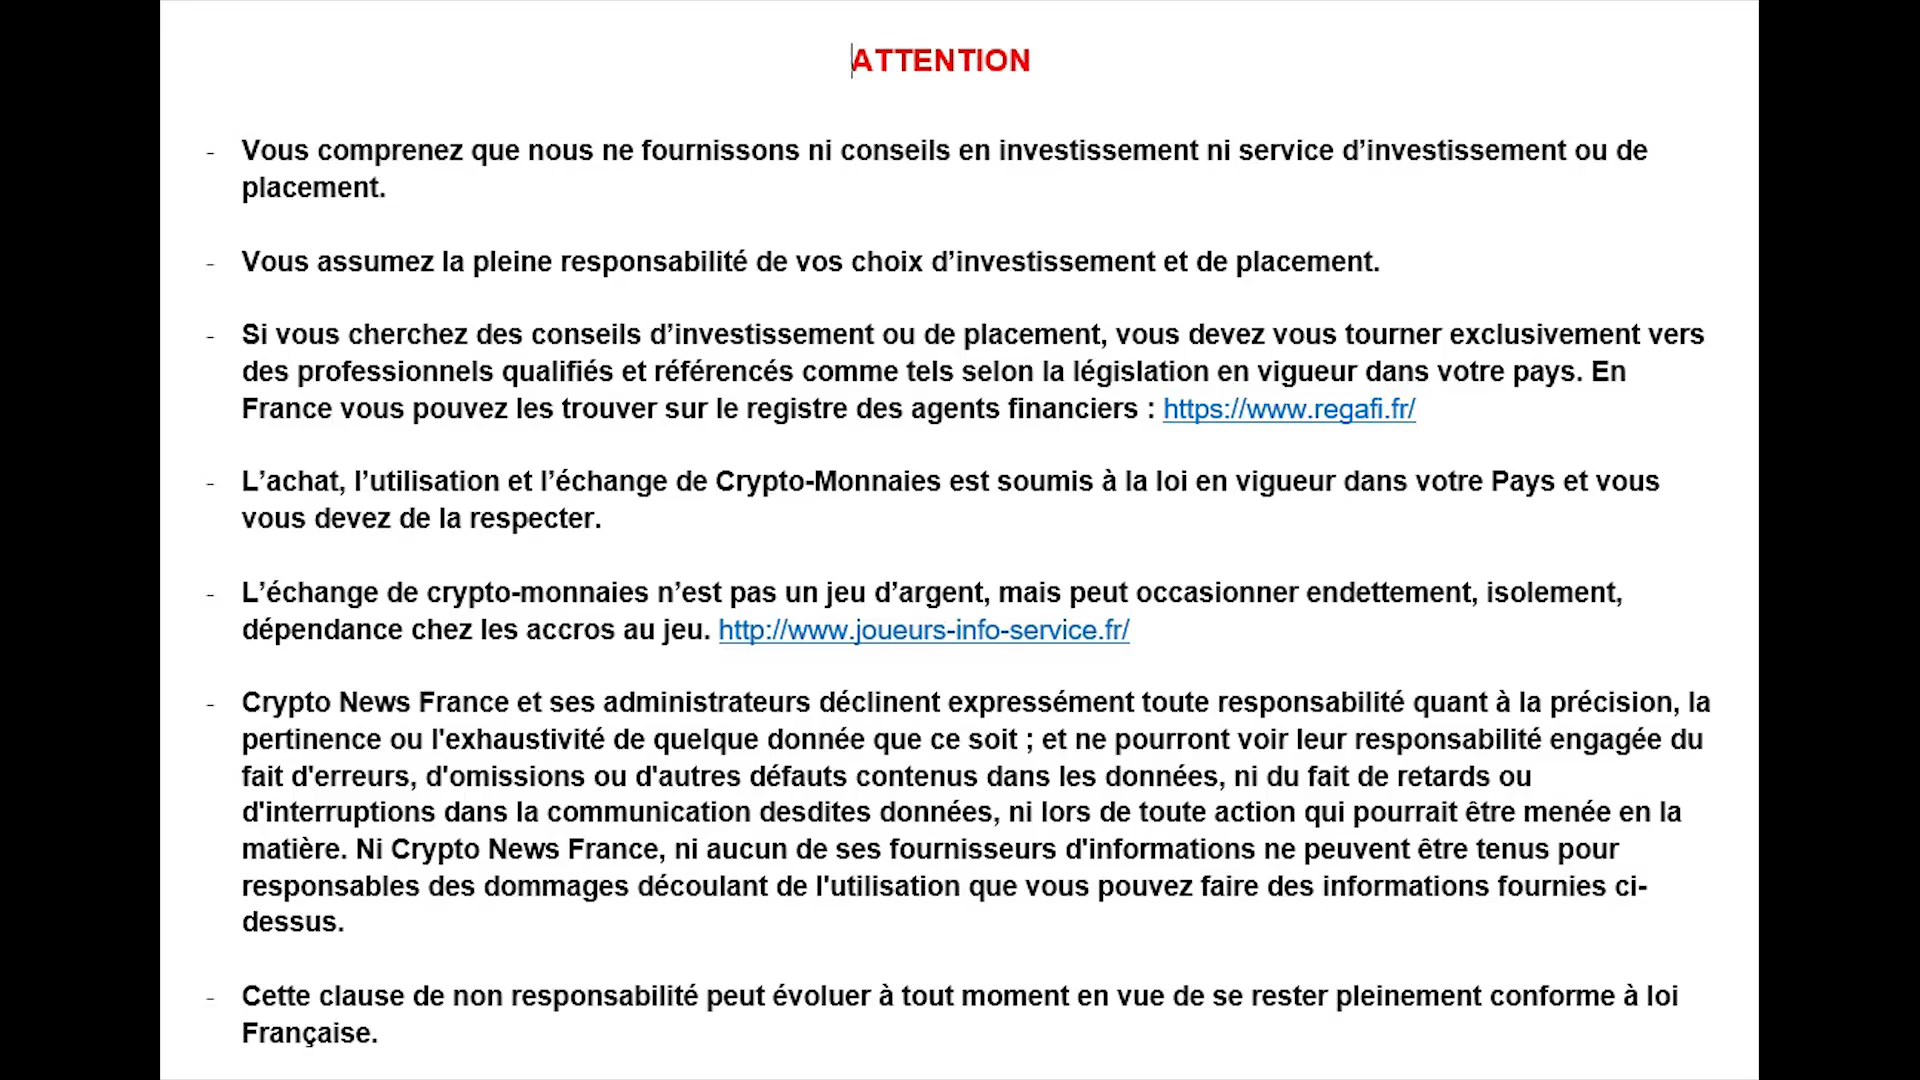 ATTENTION
- Vous comprenez que nous ne fournissons ni conseils en investissement ni service d’investissement ou de
placement.
- Vous assumez la pleine responsabilité de vos choix d’investissement et de placement.
- Si vous cherchez des conseils d’investissement ou de placement, vous devez vous tourner exclusivement vers
des professionnels qualifiés et référencés comme tels selon la législation en vigueur dans votre pays. En
France vous pouvez les trouver sur le registre des agents financiers : https://www.regafi.fr/
- L’achat, l’utilisation et l’échange de Crypto-Monnaies est soumis à la loi en vigueur dans votre Pays et vous
vous devez de la respecter.
- L’échange de crypto-monnaies n’est pas un jeu d’argent, mais peut occasionner endettement, isolement,
dépendance chez les accros au jeu. http://www.joueurs-info-service.fr/
- Crypto News France et ses administrateurs déclinent expressément toute responsabilité quant à la précision, la
pertinence ou l'exhaustivité de quelque donnée que ce soit ; et ne pourront voir leur responsabilité engagée du
fait d'erreurs, d'omissions ou d'autres défauts contenus dans les données, ni du fait de retards ou
d'interruptions dans la communication desdites données, ni lors de toute action qui pourrait être menée en la
matière. Ni Crypto News France, ni aucun de ses fournisseurs d'informations ne peuvent être tenus pour
responsables des dommages découlant de l'utilisation que vous pouvez faire des informations fournies ci-
dessus.
- Cette clause de non responsabilité peut évoluer à tout moment en vue de se rester pleinement conforme à loi
Française.